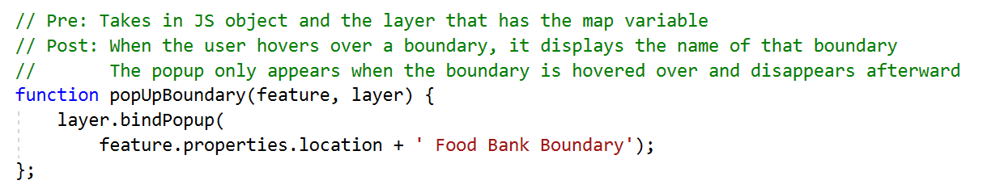 // Pre: Takes in JS object and the layer that has the map variable
// Post: When the user hovers over a boundary, it displays the name of that boundary
//       The popup only appears when the boundary is hovered over and disappears afterward
function popUpBoundary(feature, layer) {
    layer.bindPopup(
        feature.properties.location + ' Food Bank Boundary');
};